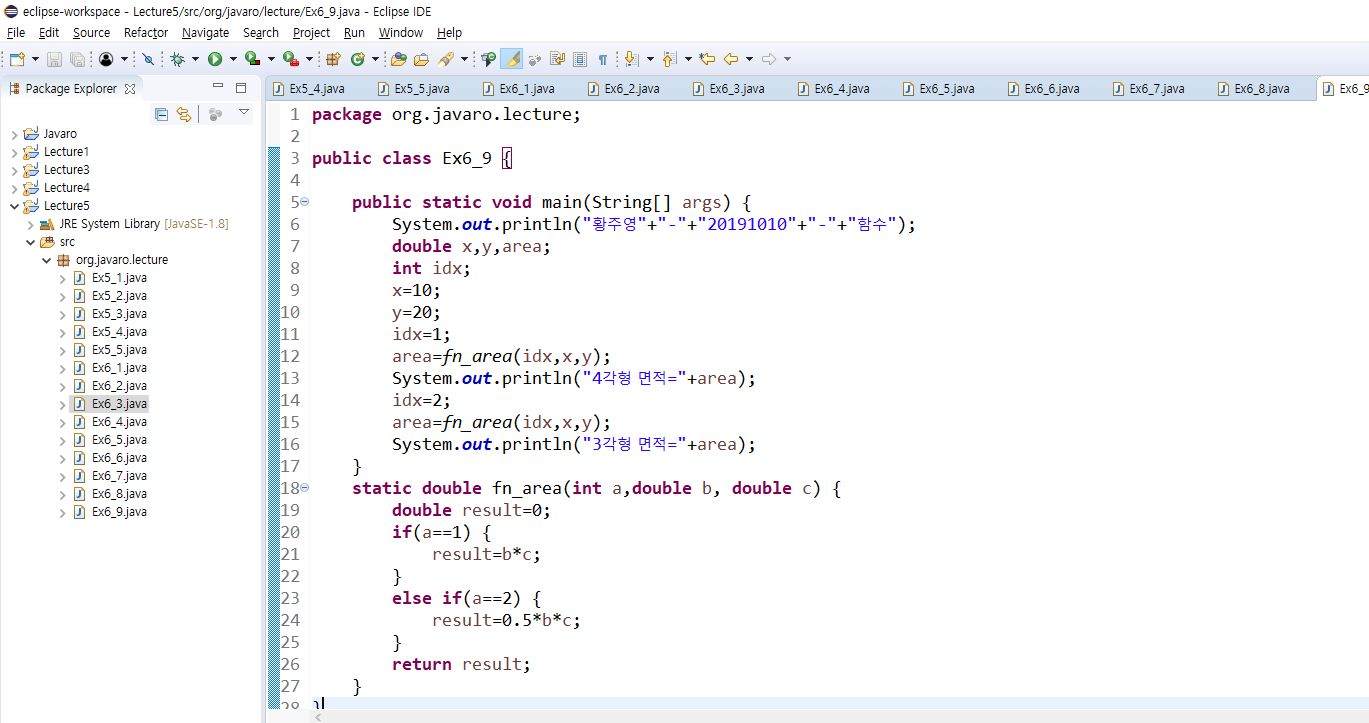 eclipse-workspace - Lecture5/src/org/javaro/lecture/Ex6_9.java - Eclipse IDE
File Edit Source Refactor Navigate Search Project Run Window Help
Package Explorer
Ex5_4.java Ex5_5.java Ex6_1.java Ex6_2.java Ex6_3.java Ex6_4.java Ex6_5.java Ex6_6.java Ex6_7.java Ex6_8.java Ex6_9
Javaro
Lecture1
Lecture3
Lecture4
Lecture5
JRE System Library [JavaSE-1.8]
src
org.javaro.lecture
Ex5_1.java
Ex5_2.java
Ex5_3.java
Ex5_4.java
Ex5_5.java
Ex6_1.java
Ex6_2.java
Ex6_3.java
Ex6_4.java
Ex6_5.java
Ex6_6.java
Ex6_7.java
Ex6_8.java
Ex6_9.java
1 package org.javaro.lecture;
2
3 public class Ex6_9 {
4
5 public static void main(String[] args) {
6 System.out.println("황주영"+"-"+"20191010"+"-"+"함수");
7 double x,y,area;
8 int idx;
9 x=10;
10 y=20;
11 idx=1;
12 area=fn_area(idx,x,y);
13 System.out.println("4각형 면적="+area);
14 idx=2;
15 area=fn_area(idx,x,y);
16 System.out.println("3각형 면적="+area);
17 }
18 static double fn_area(int a,double b, double c) {
19 double result=0;
20 if(a==1) {
21 result=b*c;
22 }
23 else if(a==2) {
24 result=0.5*b*c;
25 }
26 return result;
27 }
28 }